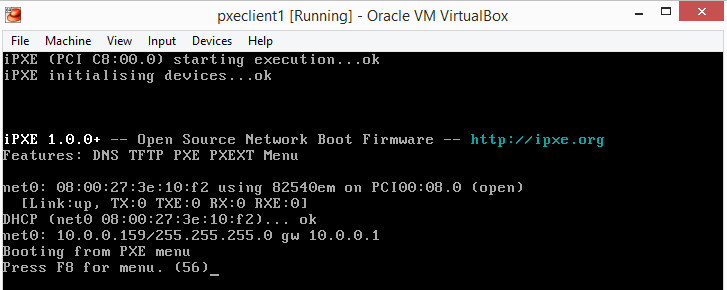 pxeclient1 [Running] - Oracle VM VirtualBox
File Machine View Input Devices Help
iPXE (PCI C8:00.0) starting execution...ok
iPXE initialising devices...ok
iPXE 1.0.0+ -- Open Source Network Boot Firmware -- http://ipxe.org
Features: DNS TFTP PXE PXEXT Menu
net0: 08:00:27:3e:10:f2 using 82540em on PCI00:08.0 (open)
[Link:up, TX:0 TXE:0 RX:0 RXE:0]
DHCP (net0 08:00:27:3e:10:f2)... ok
net0: 10.0.0.159/255.255.255.0 gw 10.0.0.1
Booting from PXE menu
Press F8 for menu. (56)_